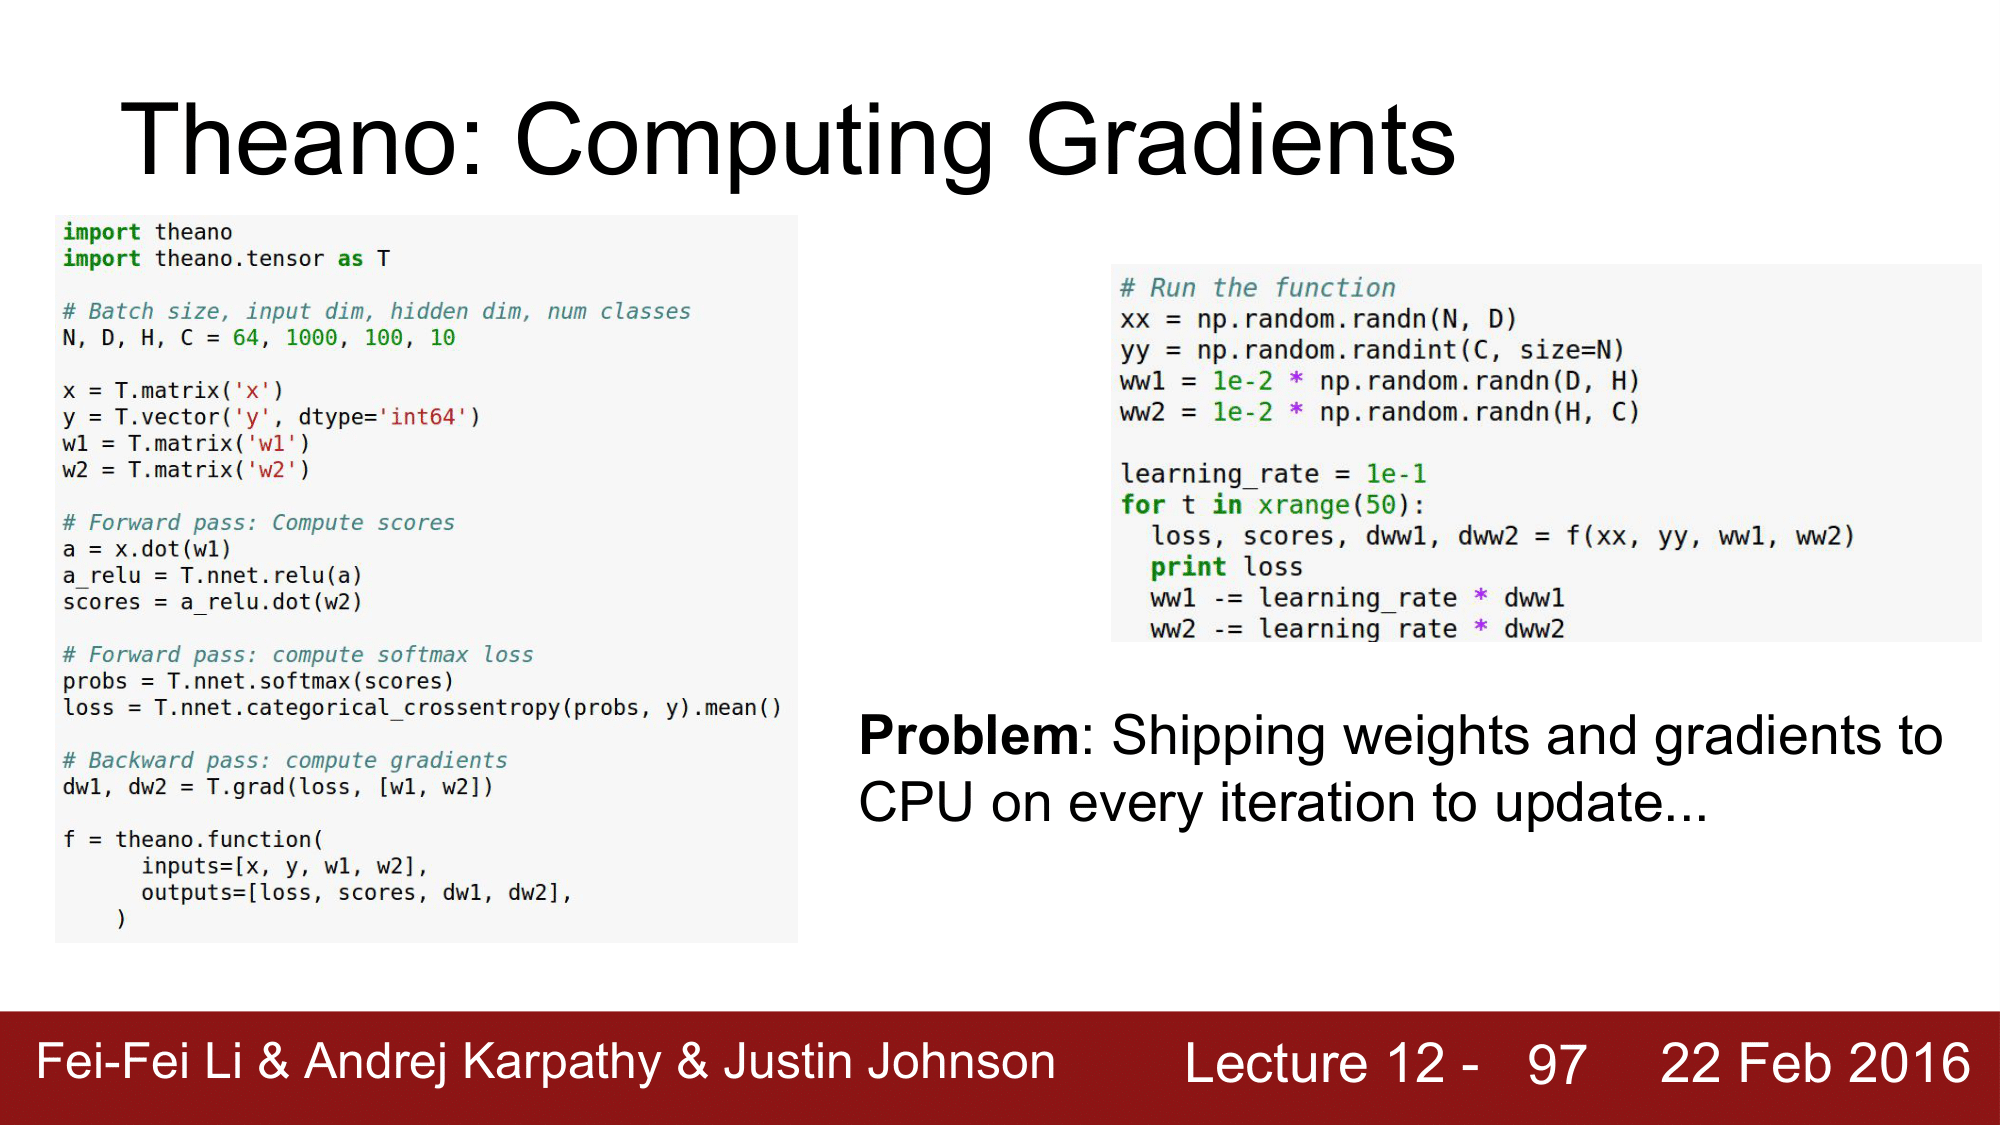 Theano: Computing Gradients
import theano
import theano.tensor as T
# Batch size, input dim, hidden dim, num classes
N, D, H, C = 64, 1000, 100, 10
x = T.matrix('x')
y = T.vector('y', dtype='int64')
w1 = T.matrix('w1')
w2 = T.matrix('w2')
# Forward pass: Compute scores
a = x.dot(w1)
a_relu = T.nnet.relu(a)
scores = a_relu.dot(w2)
# Forward pass: compute softmax loss
probs = T.nnet.softmax(scores)
loss = T.nnet.categorical_crossentropy(probs, y).mean()
# Backward pass: compute gradients
dw1, dw2 = T.grad(loss, [w1, w2])
f = theano.function(
      inputs=[x, y, w1, w2],
      outputs=[loss, scores, dw1, dw2],
    )
# Run the function
xx = np.random.randn(N, D)
yy = np.random.randint(C, size=N)
ww1 = 1e-2 * np.random.randn(D, H)
ww2 = 1e-2 * np.random.randn(H, C)
learning_rate = 1e-1
for t in xrange(50):
  loss, scores, dww1, dww2 = f(xx, yy, ww1, ww2)
  print loss
  ww1 -= learning_rate * dww1
  ww2 -= learning_rate * dww2
Problem: Shipping weights and gradients to
CPU on every iteration to update...
Fei-Fei Li & Andrej Karpathy & Justin Johnson Lecture 12 - 97 22 Feb 2016